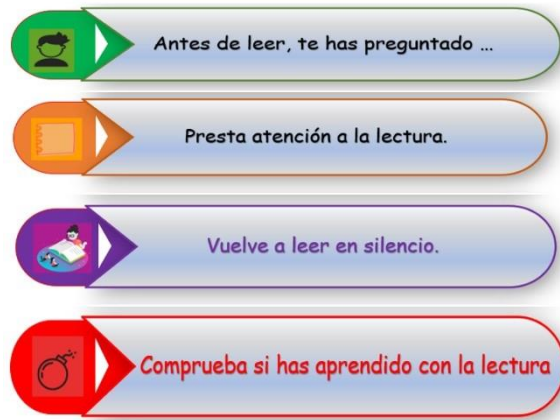 Antes de leer, te has preguntado ...
Presta atención a la lectura.
Vuelve a leer en silencio.
Comprueba si has aprendido con la lectura